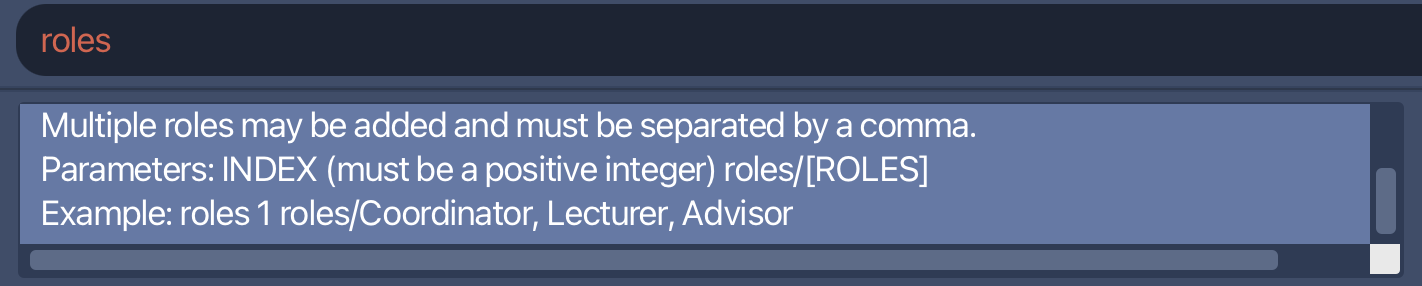 roles
Multiple roles may be added and must be separated by a comma.
Parameters: INDEX (must be a positive integer) roles/[ROLES]
Example: roles 1 roles/Coordinator, Lecturer, Advisor